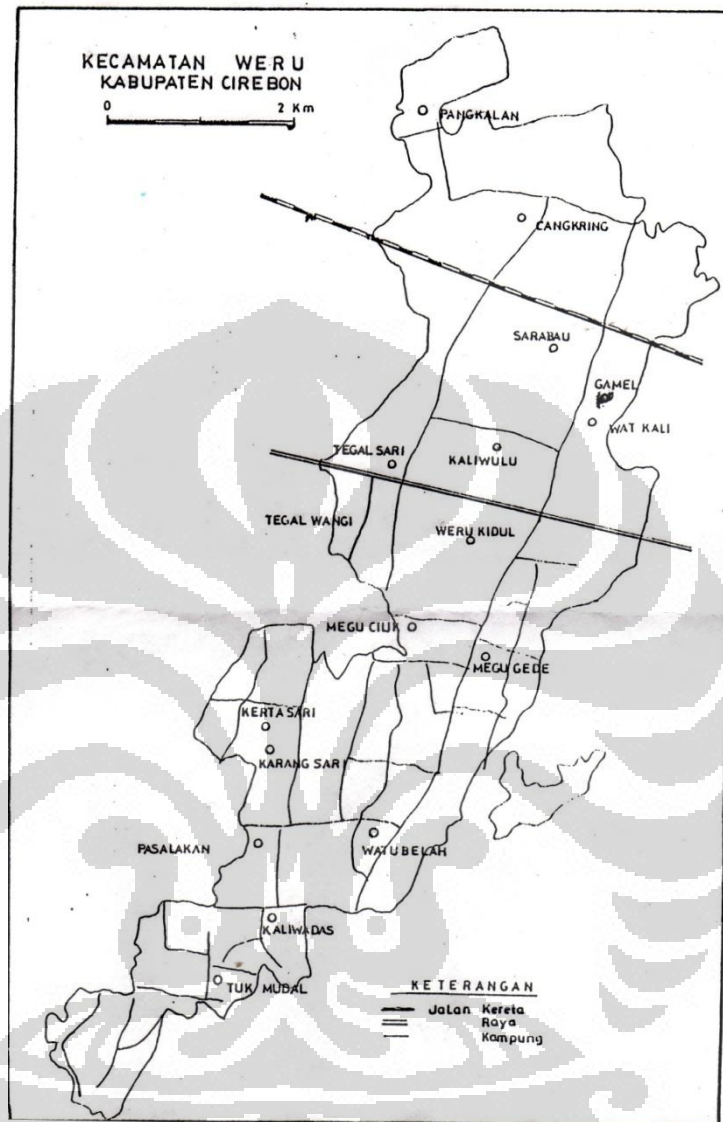 KECAMATAN WERU
KABUPATEN CIREBON
0 2 Km
PANGKALAN
CANGKRING
SARABAU
GAMEL
WAT KALI
TEGAL SARI
KALIWULU
TEGAL WANGI
WERU KIDUL
MEGU CILIK
MEGU GEDE
KERTA SARI
KARANG SARI
PASALAKAN
WATUBELAH
KALIWADAS
TUK MUDAL
KETERANGAN
Jalan Kereta
Raya
Kampung